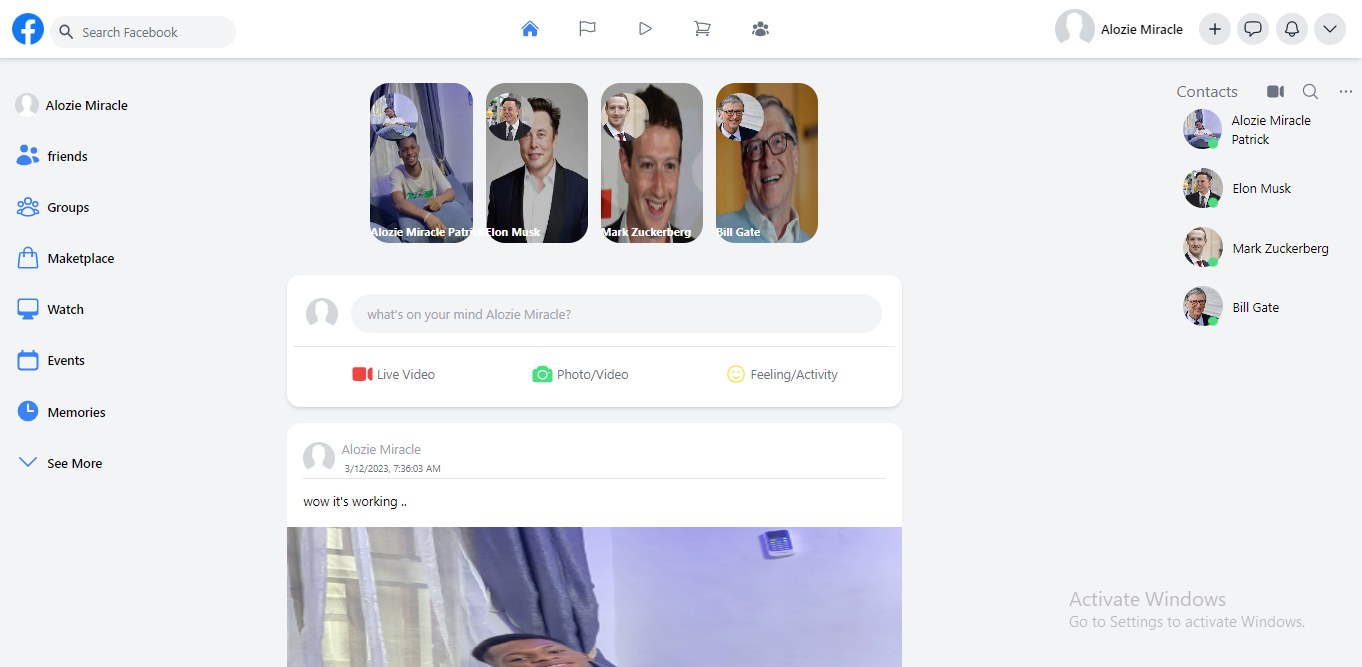 Search Facebook
Alozie Miracle
Alozie Miracle
friends
Groups
Maketplace
Watch
Events
Memories
See More
Alozie Miracle Patri
Elon Musk
Mark Zuckerberg
Bill Gate
what's on your mind Alozie Miracle?
Live Video
Photo/Video
Feeling/Activity
Alozie Miracle
3/12/2023, 7:36:03 AM
wow it's working ..
Contacts
Alozie Miracle
Patrick
Elon Musk
Mark Zuckerberg
Bill Gate
Activate Windows
Go to Settings to activate Windows.